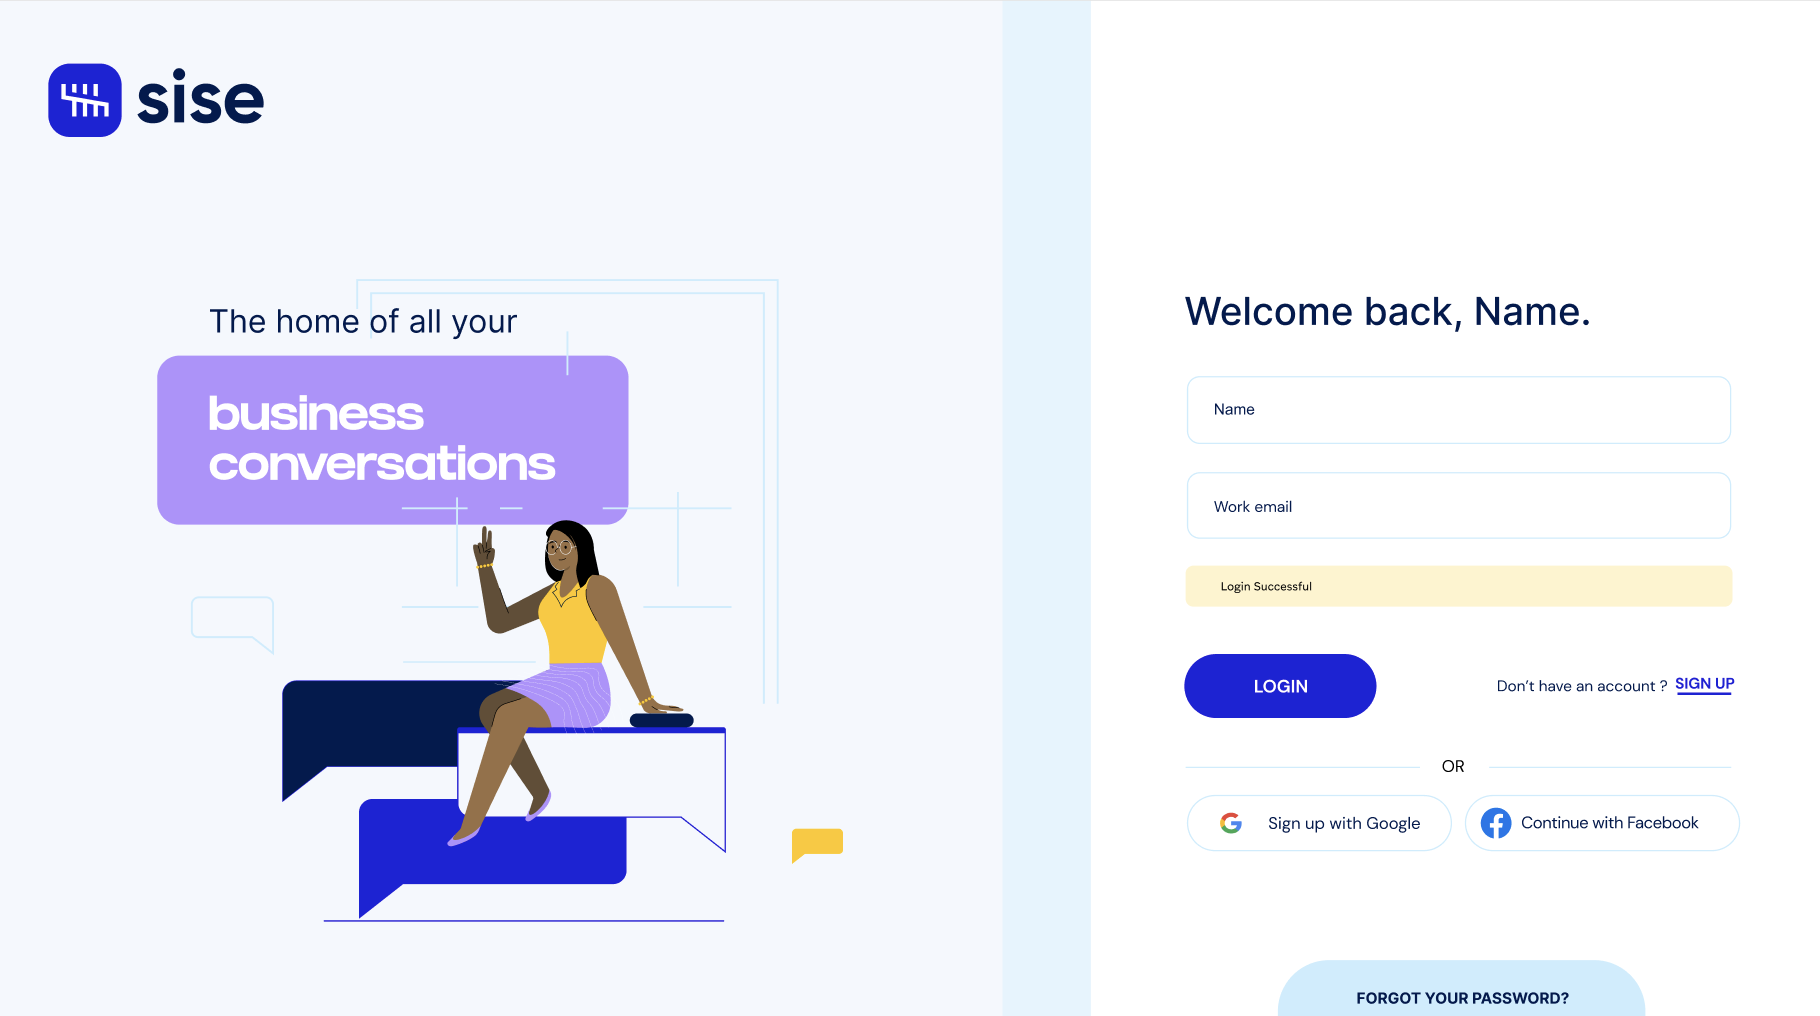 sise
The home of all your
business
conversations
Welcome back, Name.
Name
Work email
Login Successful
LOGIN
Don’t have an account ? SIGN UP
OR
Sign up with Google
Continue with Facebook
FORGOT YOUR PASSWORD?